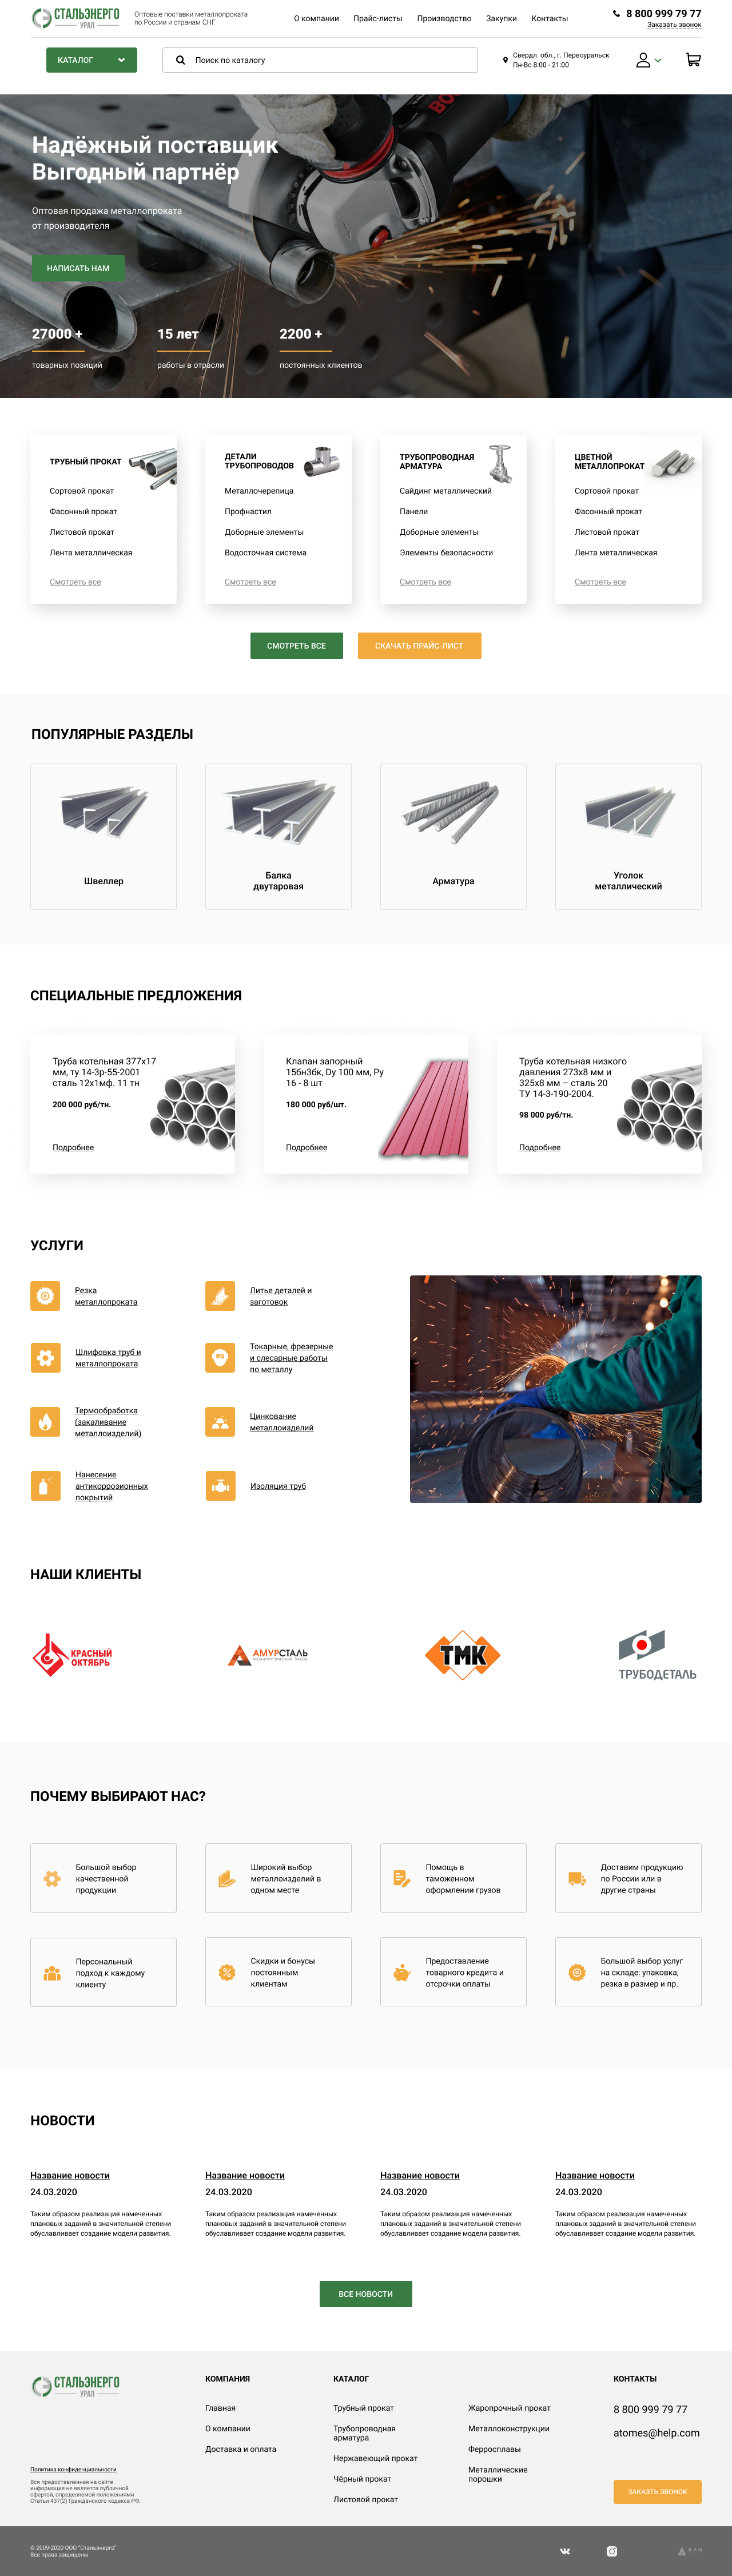 СТАЛЬЭНЕРГО
УРАЛ
Оптовые поставки металлопроката
по России и странам СНГ
О компании
Прайс-листы
Производство
Закупки
Контакты
8 800 999 79 77
Заказать звонок
КАТАЛОГ
Поиск по каталогу
Свердл. обл., г. Первоуральск
Пн-Вс 8:00 - 21:00
Надёжный поставщик
Выгодный партнёр
Оптовая продажа металлопроката
от производителя
НАПИСАТЬ НАМ
27000 +
товарных позиций
15 лет
работы в отрасли
2200 +
постоянных клиентов
ТРУБНЫЙ ПРОКАТ
Сортовой прокат
Фасонный прокат
Листовой прокат
Лента металлическая
Смотреть все
ДЕТАЛИ
ТРУБОПРОВОДОВ
Металлочерепица
Профнастил
Доборные элементы
Водосточная система
Смотреть все
ТРУБОПРОВОДНАЯ
АРМАТУРА
Сайдинг металлический
Панели
Доборные элементы
Элементы безопасности
Смотреть все
ЦВЕТНОЙ
МЕТАЛЛОПРОКАТ
Сортовой прокат
Фасонный прокат
Листовой прокат
Лента металлическая
Смотреть все
СМОТРЕТЬ ВСЕ
СКАЧАТЬ ПРАЙС-ЛИСТ
ПОПУЛЯРНЫЕ РАЗДЕЛЫ
Швеллер
Балка
двутаровая
Арматура
Уголок
металлический
СПЕЦИАЛЬНЫЕ ПРЕДЛОЖЕНИЯ
Труба котельная 377х17
мм, ту 14-3р-55-2001
сталь 12х1мф. 11 тн
200 000 руб/тн.
Подробнее
Клапан запорный
15бн3бк, Dy 100 мм, Ру
16 - 8 шт
180 000 руб/шт.
Подробнее
Труба котельная низкого
давления 273х8 мм и
325х8 мм – сталь 20
ТУ 14-3-190-2004.
98 000 руб/тн.
Подробнее
УСЛУГИ
Резка
металлопроката
Литье деталей и
заготовок
Шлифовка труб и
металлопроката
Токарные, фрезерные
и слесарные работы
по металлу
Термообработка
(закаливание
металлоизделий)
Цинкование
металлоизделий
Нанесение
антикоррозионных
покрытий
Изоляция труб
НАШИ КЛИЕНТЫ
КРАСНЫЙ
ОКТЯБРЬ
АМУРСТАЛЬ
МЕТАЛЛУРГИЧЕСКИЙ ЗАВОД
ТМК
ТРУБОДЕТАЛЬ
ПОЧЕМУ ВЫБИРАЮТ НАС?
Большой выбор
качественной
продукции
Широкий выбор
металлоизделий в
одном месте
Помощь в
таможенном
оформлении грузов
Доставим продукцию
по России или в
другие страны
Персональный
подход к каждому
клиенту
Скидки и бонусы
постоянным
клиентам
Предоставление
товарного кредита и
отсрочки оплаты
Большой выбор услуг
на складе: упаковка,
резка в размер и пр.
НОВОСТИ
Название новости
24.03.2020
Таким образом реализация намеченных
плановых заданий в значительной степени
обуславливает создание модели развития.
Название новости
24.03.2020
Таким образом реализация намеченных
плановых заданий в значительной степени
обуславливает создание модели развития.
Название новости
24.03.2020
Таким образом реализация намеченных
плановых заданий в значительной степени
обуславливает создание модели развития.
Название новости
24.03.2020
Таким образом реализация намеченных
плановых заданий в значительной степени
обуславливает создание модели развития.
ВСЕ НОВОСТИ
СТАЛЬЭНЕРГО
УРАЛ
Политика конфиденциальности
Вся предоставленная на сайте
информация не является публичной
офертой, определяемой положениями
Статьи 437(2) Гражданского кодекса РФ.
КОМПАНИЯ
Главная
О компании
Доставка и оплата
КАТАЛОГ
Трубный прокат
Трубопроводная
арматура
Нержавеющий прокат
Чёрный прокат
Листовой прокат
Жаропрочный прокат
Металлоконструкции
Ферросплавы
Металлические
порошки
КОНТАКТЫ
8 800 999 79 77
atomes@help.com
ЗАКАЗТЬ ЗВОНОК
© 2009-2020 ООО "Стальэнерго"
Все права защищены